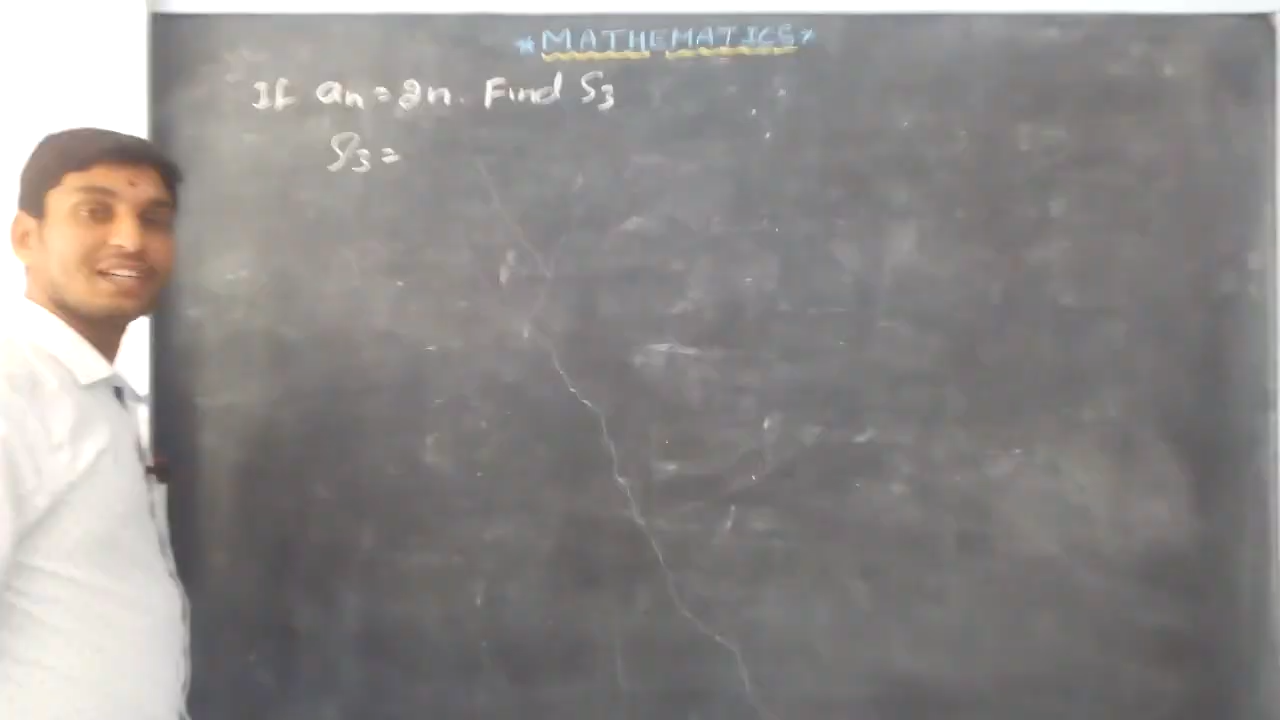 *MATHEMATICS*
If an=2n. Find S3
S3=